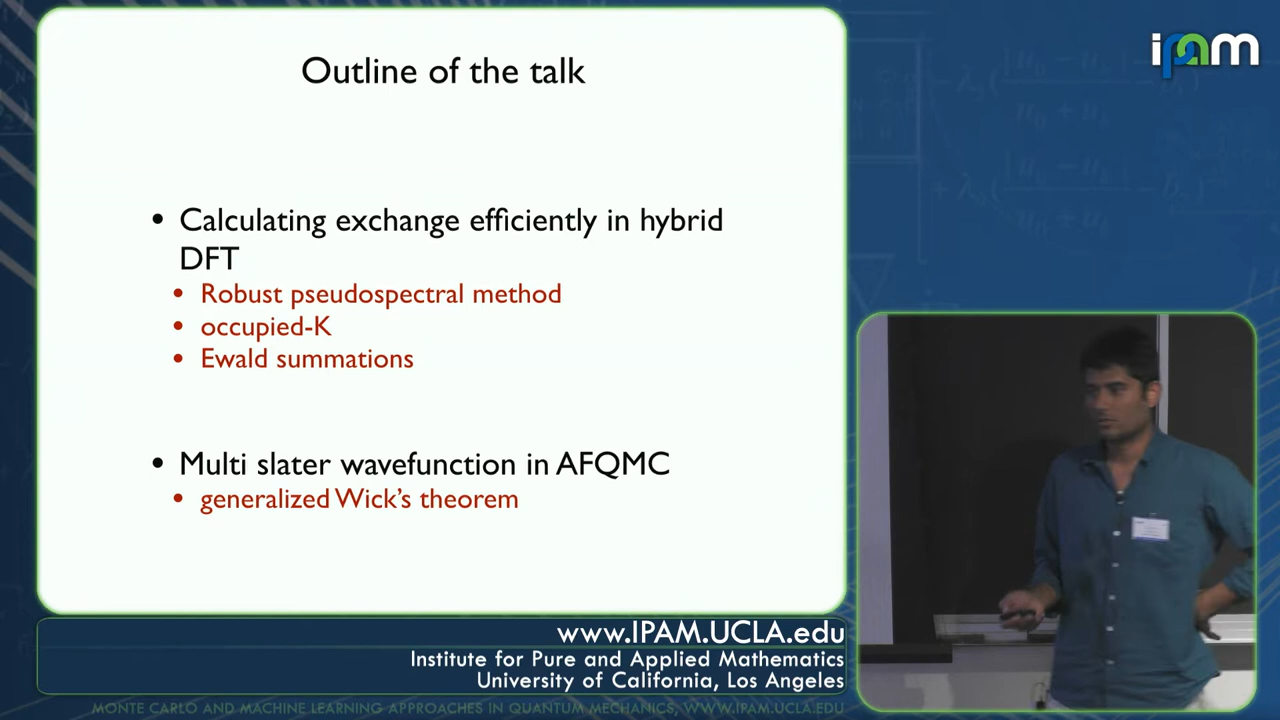 ipam
Outline of the talk
• Calculating exchange efficiently in hybrid
DFT
• Robust pseudospectral method
• occupied-K
• Ewald summations
• Multi slater wavefunction in AFQMC
• generalized Wick's theorem
www.IPAM.UCLA.edu
Institute for Pure and Applied Mathematics
University of California, Los Angeles
MONTE CARLO AND MACHINE LEARNING APPROACHES IN QUANTUM MECHANICS, WWW.IPAM.UCLA.EDU